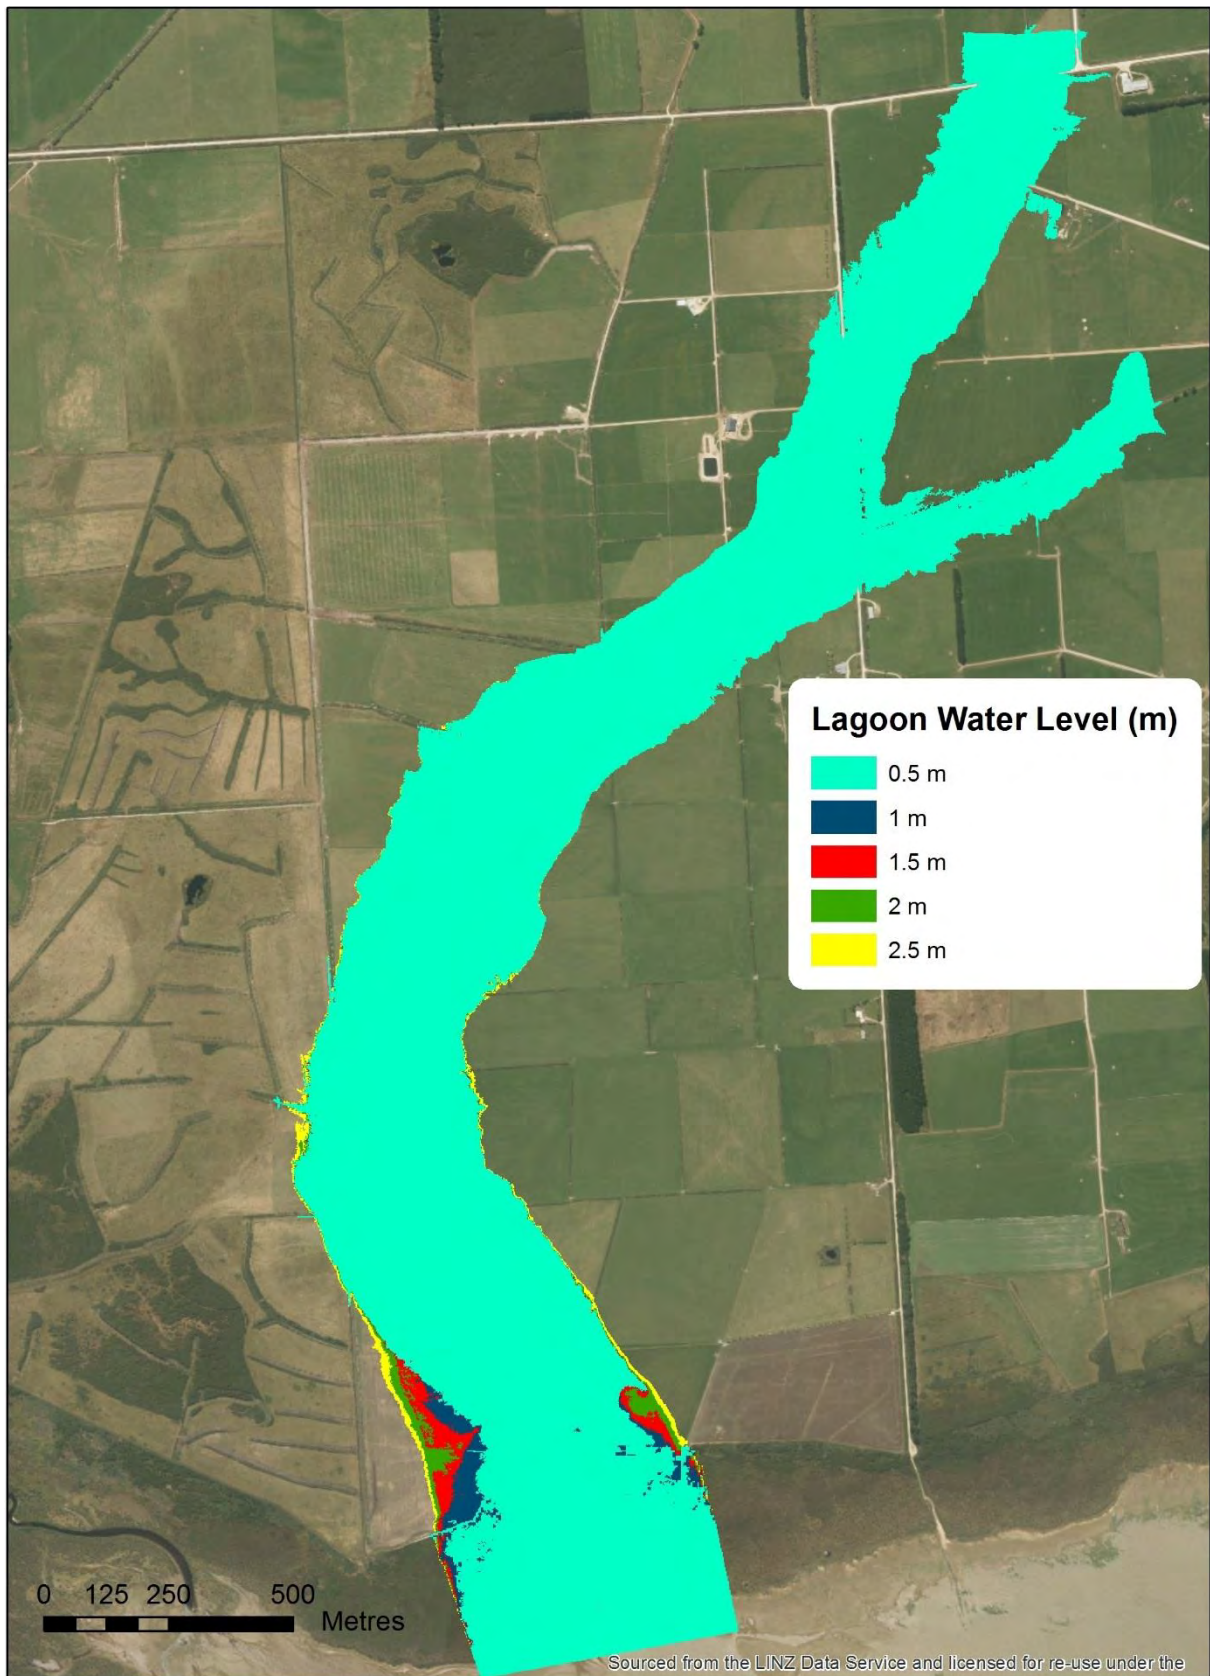 Lagoon Water Level (m)
0.5 m
1 m
1.5 m
2 m
2.5 m
0 125 250 500
Metres
Sourced from the LINZ Data Service and licensed for re-use under the